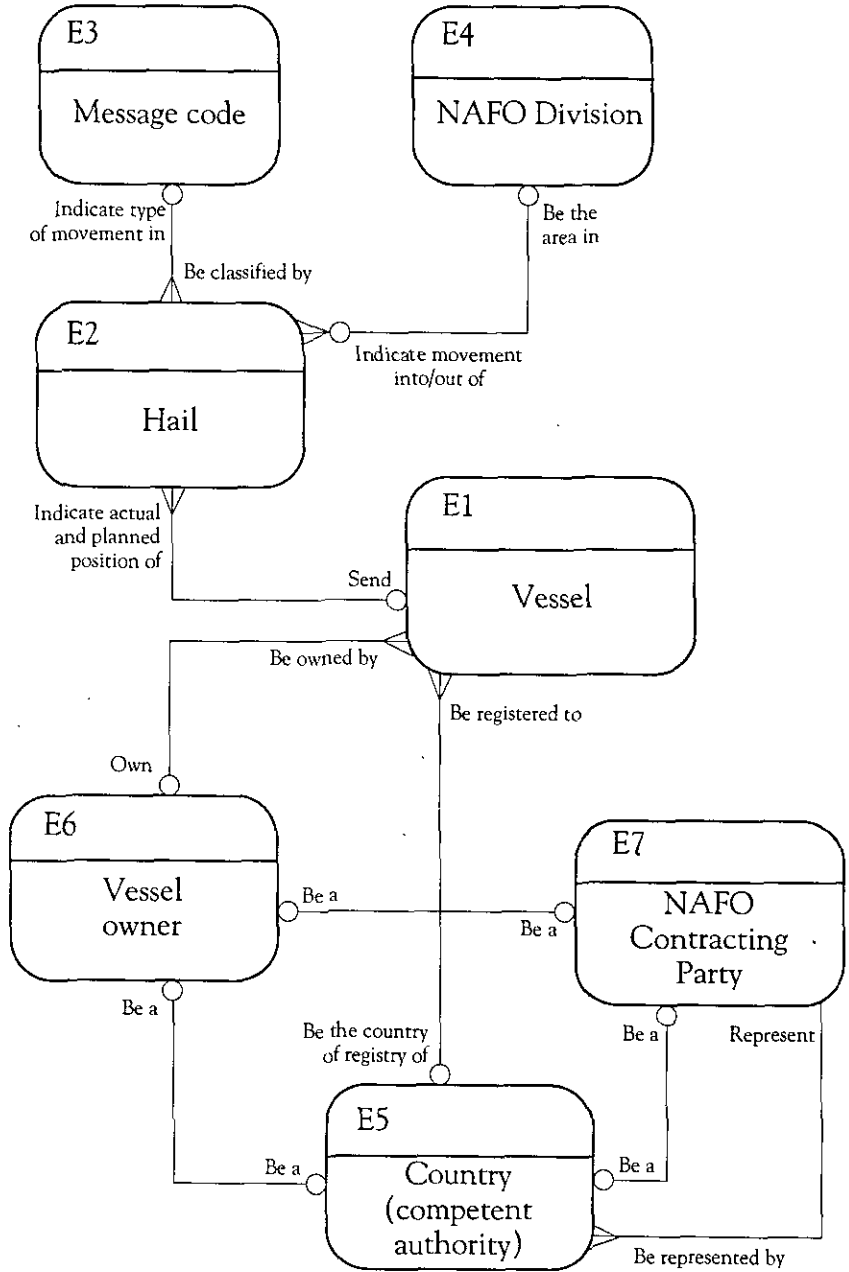 E3
Message code
E4
NAFO Division
Indicate type
of movement in
Be the
area in
Be classified by
E2
Hail
Indicate movement
into/out of
Indicate actual
and planned
position of
E1
Vessel
Send
Be owned by
Be registered to
Own
E6
Vessel
owner
Be a
Be a
E7
NAFO
Contracting
Party
Be a
Be the country
of registry of
Be a
Represent
E5
Country
(competent
authority)
Be a
Be a
Be represented by